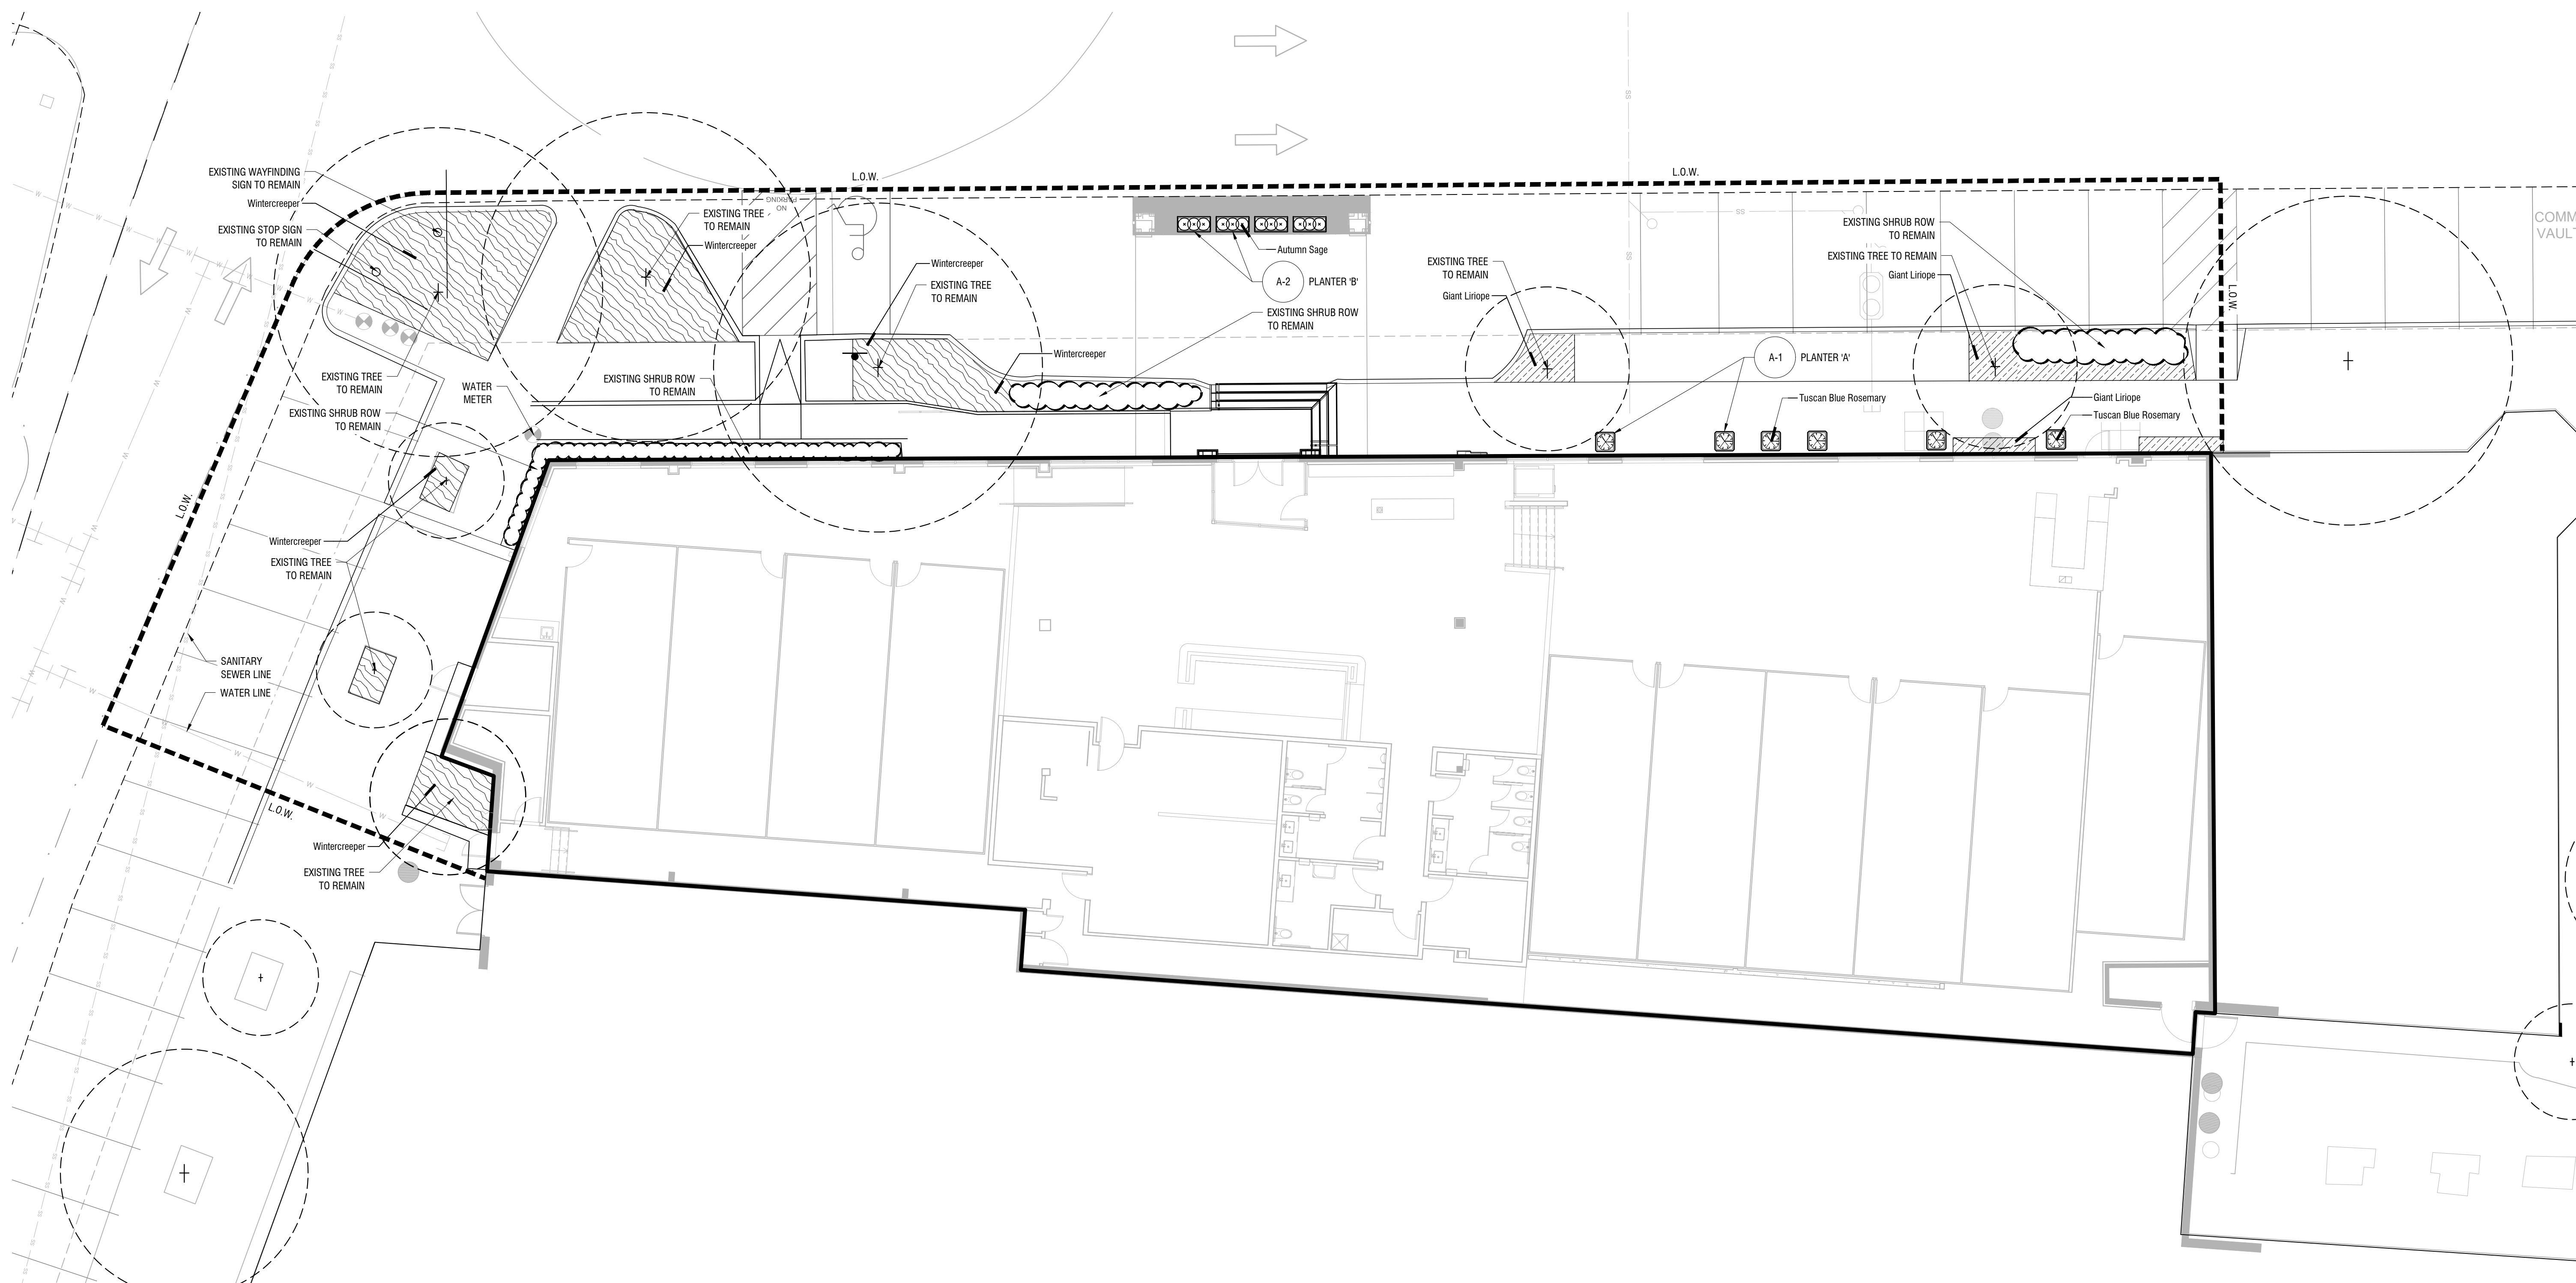 L.O.W.
L.O.W.
EXISTING WAYFINDING
SIGN TO REMAIN
Wintercreeper
EXISTING STOP SIGN
TO REMAIN
EXISTING TREE
TO REMAIN
Wintercreeper
NO
PARKING
Wintercreeper
EXISTING TREE
TO REMAIN
Autumn Sage
A-2
PLANTER 'B'
EXISTING SHRUB ROW
TO REMAIN
Wintercreeper
EXISTING TREE
TO REMAIN
Giant Liriope
EXISTING SHRUB ROW
TO REMAIN
EXISTING TREE TO REMAIN
Giant Liriope
L.O.W.
COMM
VAULT
A-1
PLANTER 'A'
Tuscan Blue Rosemary
Giant Liriope
Tuscan Blue Rosemary
EXISTING TREE
TO REMAIN
WATER
METER
EXISTING SHRUB ROW
TO REMAIN
EXISTING SHRUB ROW
TO REMAIN
L.O.W.
Wintercreeper
EXISTING TREE
TO REMAIN
SANITARY
SEWER LINE
WATER LINE
L.O.W.
Wintercreeper
EXISTING TREE
TO REMAIN